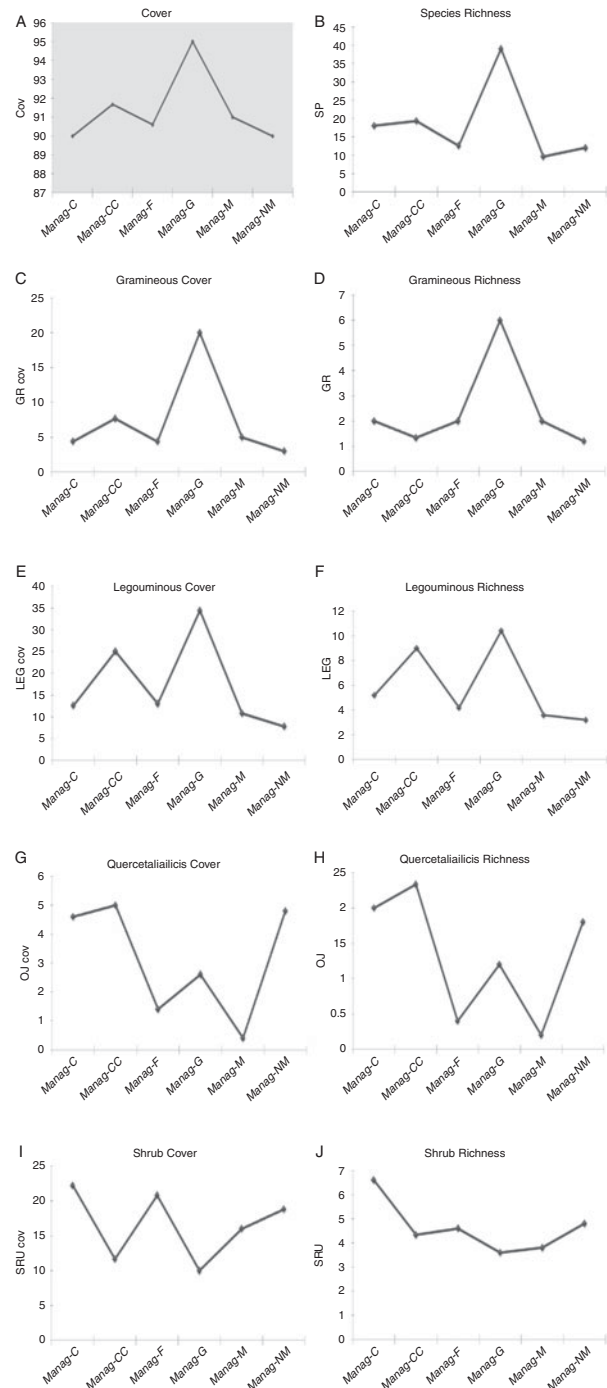 A
Cover
Cov
96
95
94
93
92
91
90
89
88
87
Manag-C
Manag-CC
Manag-F
Manag-G
Manag-M
Manag-NM
B
Species Richness
SP
45
40
35
30
25
20
15
10
5
0
Manag-C
Manag-CC
Manag-F
Manag-G
Manag-M
Manag-NM
C
Gramineous Cover
GR cov
25
20
15
10
5
0
Manag-C
Manag-CC
Manag-F
Manag-G
Manag-M
Manag-NM
D
Gramineous Richness
GR
7
6
5
4
3
2
1
0
Manag-C
Manag-CC
Manag-F
Manag-G
Manag-M
Manag-NM
E
Legouminous Cover
LEG cov
40
35
30
25
20
15
10
5
0
Manag-C
Manag-CC
Manag-F
Manag-G
Manag-M
Manag-NM
F
Legouminous Richness
LEG
12
10
8
6
4
2
0
Manag-C
Manag-CC
Manag-F
Manag-G
Manag-M
Manag-NM
G
Quercetaliailicis Cover
OJ cov
6
5
4
3
2
1
0
Manag-C
Manag-CC
Manag-F
Manag-G
Manag-M
Manag-NM
H
Quercetaliailicis Richness
OJ
25
2
15
1
0.5
0
Manag-C
Manag-CC
Manag-F
Manag-G
Manag-M
Manag-NM
I
Shrub Cover
SRU cov
25
20
15
10
5
0
Manag-C
Manag-CC
Manag-F
Manag-G
Manag-M
Manag-NM
J
Shrub Richness
SRU
7
6
5
4
3
2
1
0
Manag-C
Manag-CC
Manag-F
Manag-G
Manag-M
Manag-NM